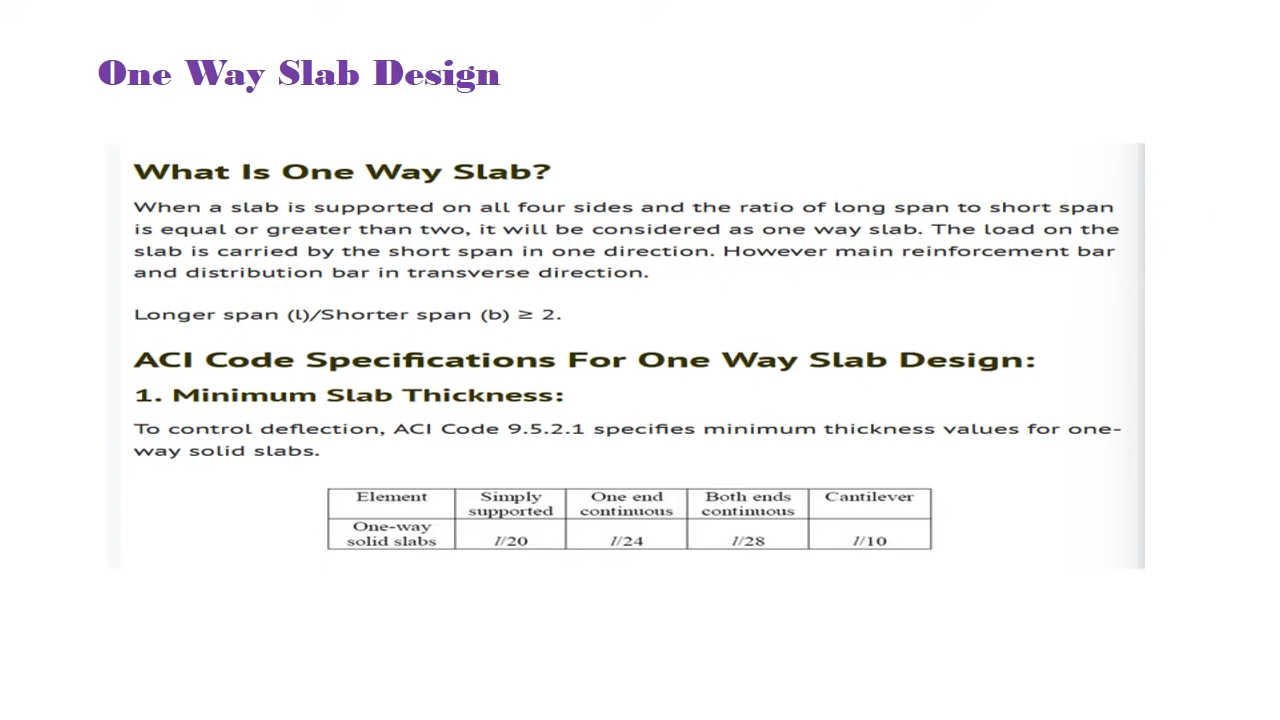 One Way Slab Design
What Is One Way Slab?
When a slab is supported on all four sides and the ratio of long span to short span
is equal or greater than two, it will be considered as one way slab. The load on the
slab is carried by the short span in one direction. However main reinforcement bar
and distribution bar in transverse direction.
Longer span (l)/Shorter span (b) ≥ 2.
ACI Code Specifications For One Way Slab Design:
1. Minimum Slab Thickness:
To control deflection, ACI Code 9.5.2.1 specifies minimum thickness values for one-
way solid slabs.
Element Simply supported One end continuous Both ends continuous Cantilever
One-way solid slabs l/20 l/24 l/28 l/10